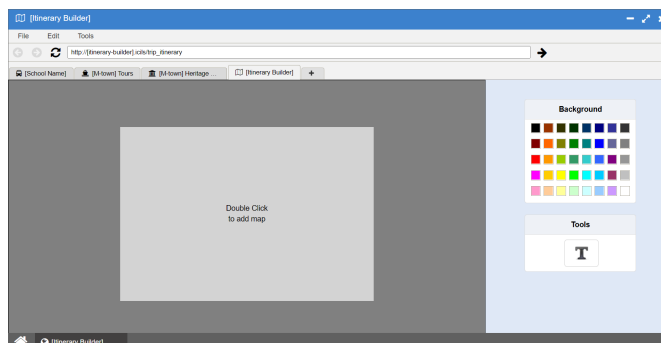 [Itinerary Builder]
File Edit Tools
http://[itinerary-builder].icils/trip_itinerary
[School Name] [M-town] Tours [M-town] Heritage ... [Itinerary Builder] +
Background
Double Click
to add map
Tools
T
[Itinerary Builder]